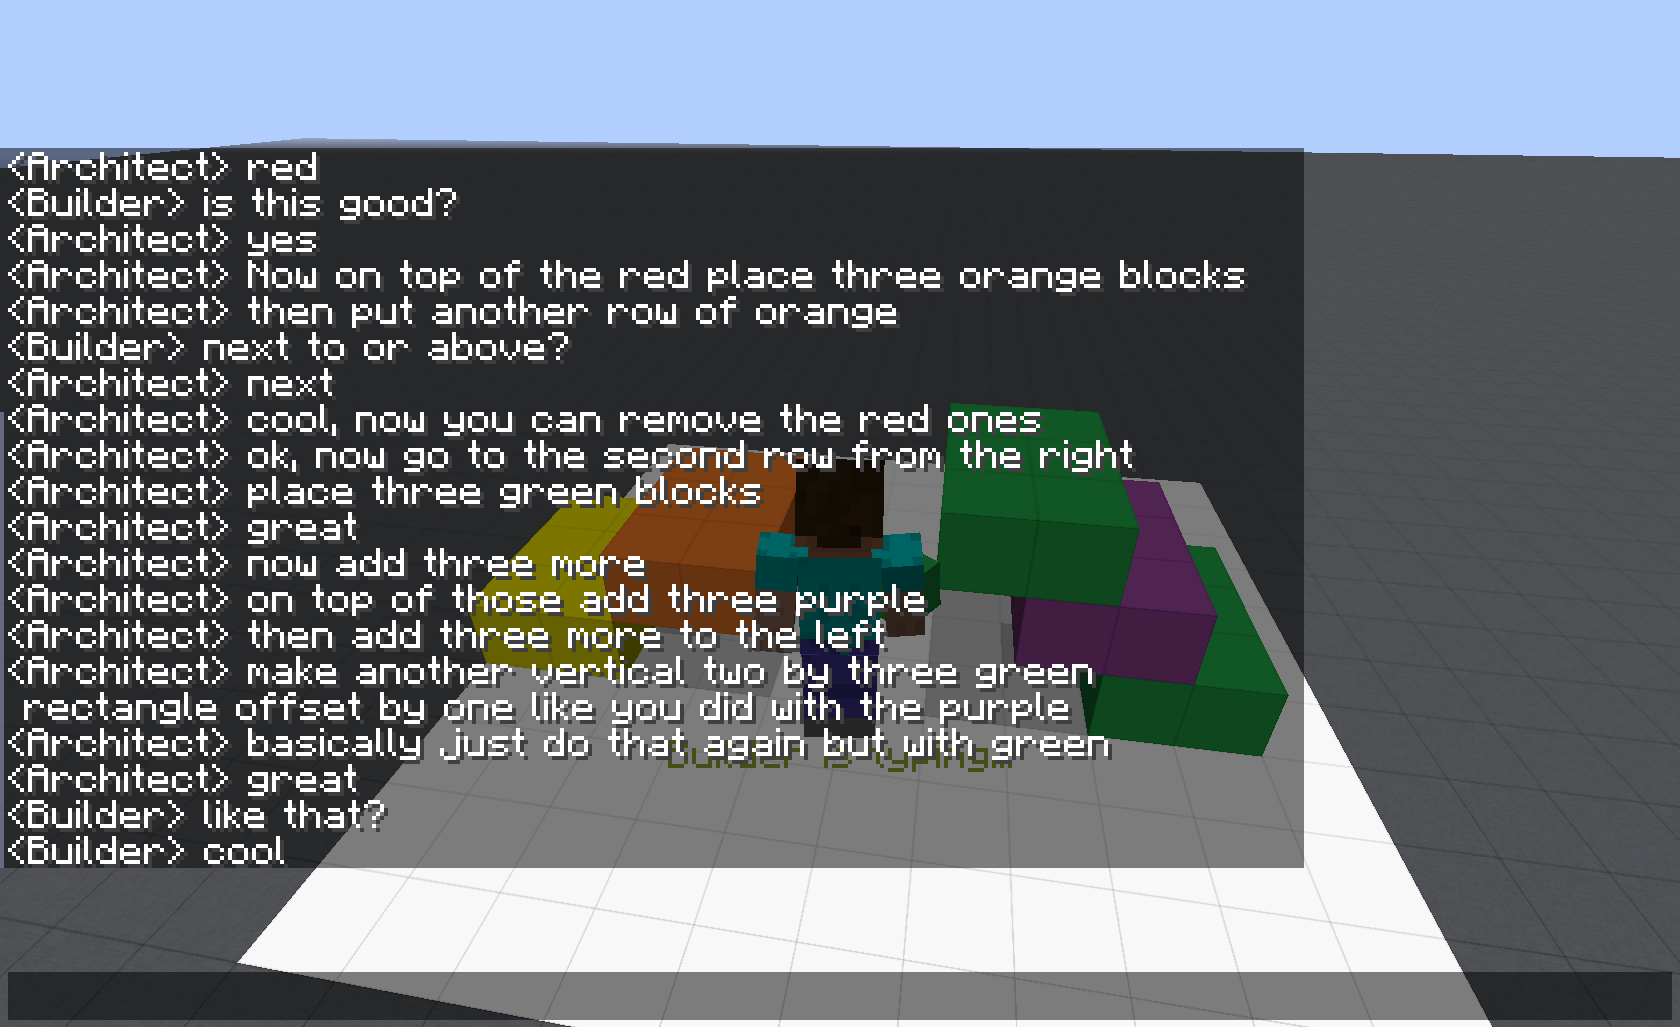 <Architect> red
<Builder> is this good?
<Architect> yes
<Architect> Now on top of the red place three orange blocks
<Architect> then put another row of orange
<Builder> next to or above?
<Architect> next
<Architect> cool, now you can remove the red ones
<Architect> ok, now go to the second row from the right
<Architect> place three green blocks
<Architect> great
<Architect> now add three more
<Architect> on top of those add three purple
<Architect> then add three more to the left
<Architect> make another vertical two by three green
rectangle offset by one like you did with the purple
<Architect> basically just do that again but with green
Builder is typing...
<Architect> great
<Builder> like that?
<Builder> cool